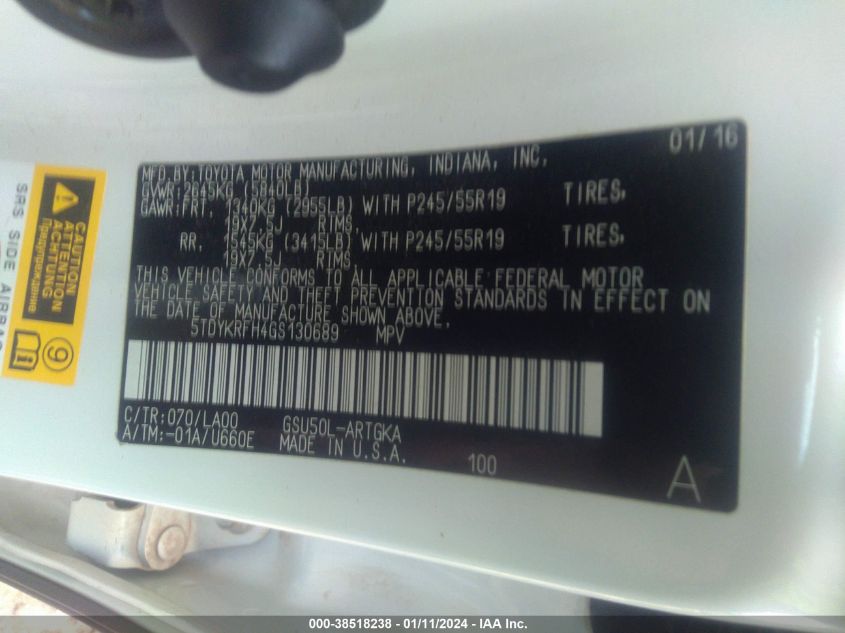 01/16
MFD.BY:TOYOTA MOTOR MANUFACTURING, INDIANA, INC.
GVWR:2645KG (5840LB)
GAWR:FRT. 1340KG (2955LB) WITH P245/55R19 TIRES,
19X7.5J RIMS
RR. 1545KG (3415LB) WITH P245/55R19 TIRES,
19X7.5J RIMS
THIS VEHICLE CONFORMS TO ALL APPLICABLE FEDERAL MOTOR
VEHICLE SAFETY AND THEFT PREVENTION STANDARDS IN EFFECT ON
THE DATE OF MANUFACTURE SHOWN ABOVE.
5TDYKRFH4GS130689 MPV
C/TR:070/LA00 GSU50L-ARTGKA
A/TM:-01A/U660E MADE IN U.S.A.
100
A
SRS SIDE AIRBAG
CAUTION
ATTENTION
ACHTUNG
Предупреждение
9
000-38518238 - 01/11/2024 - IAA Inc.